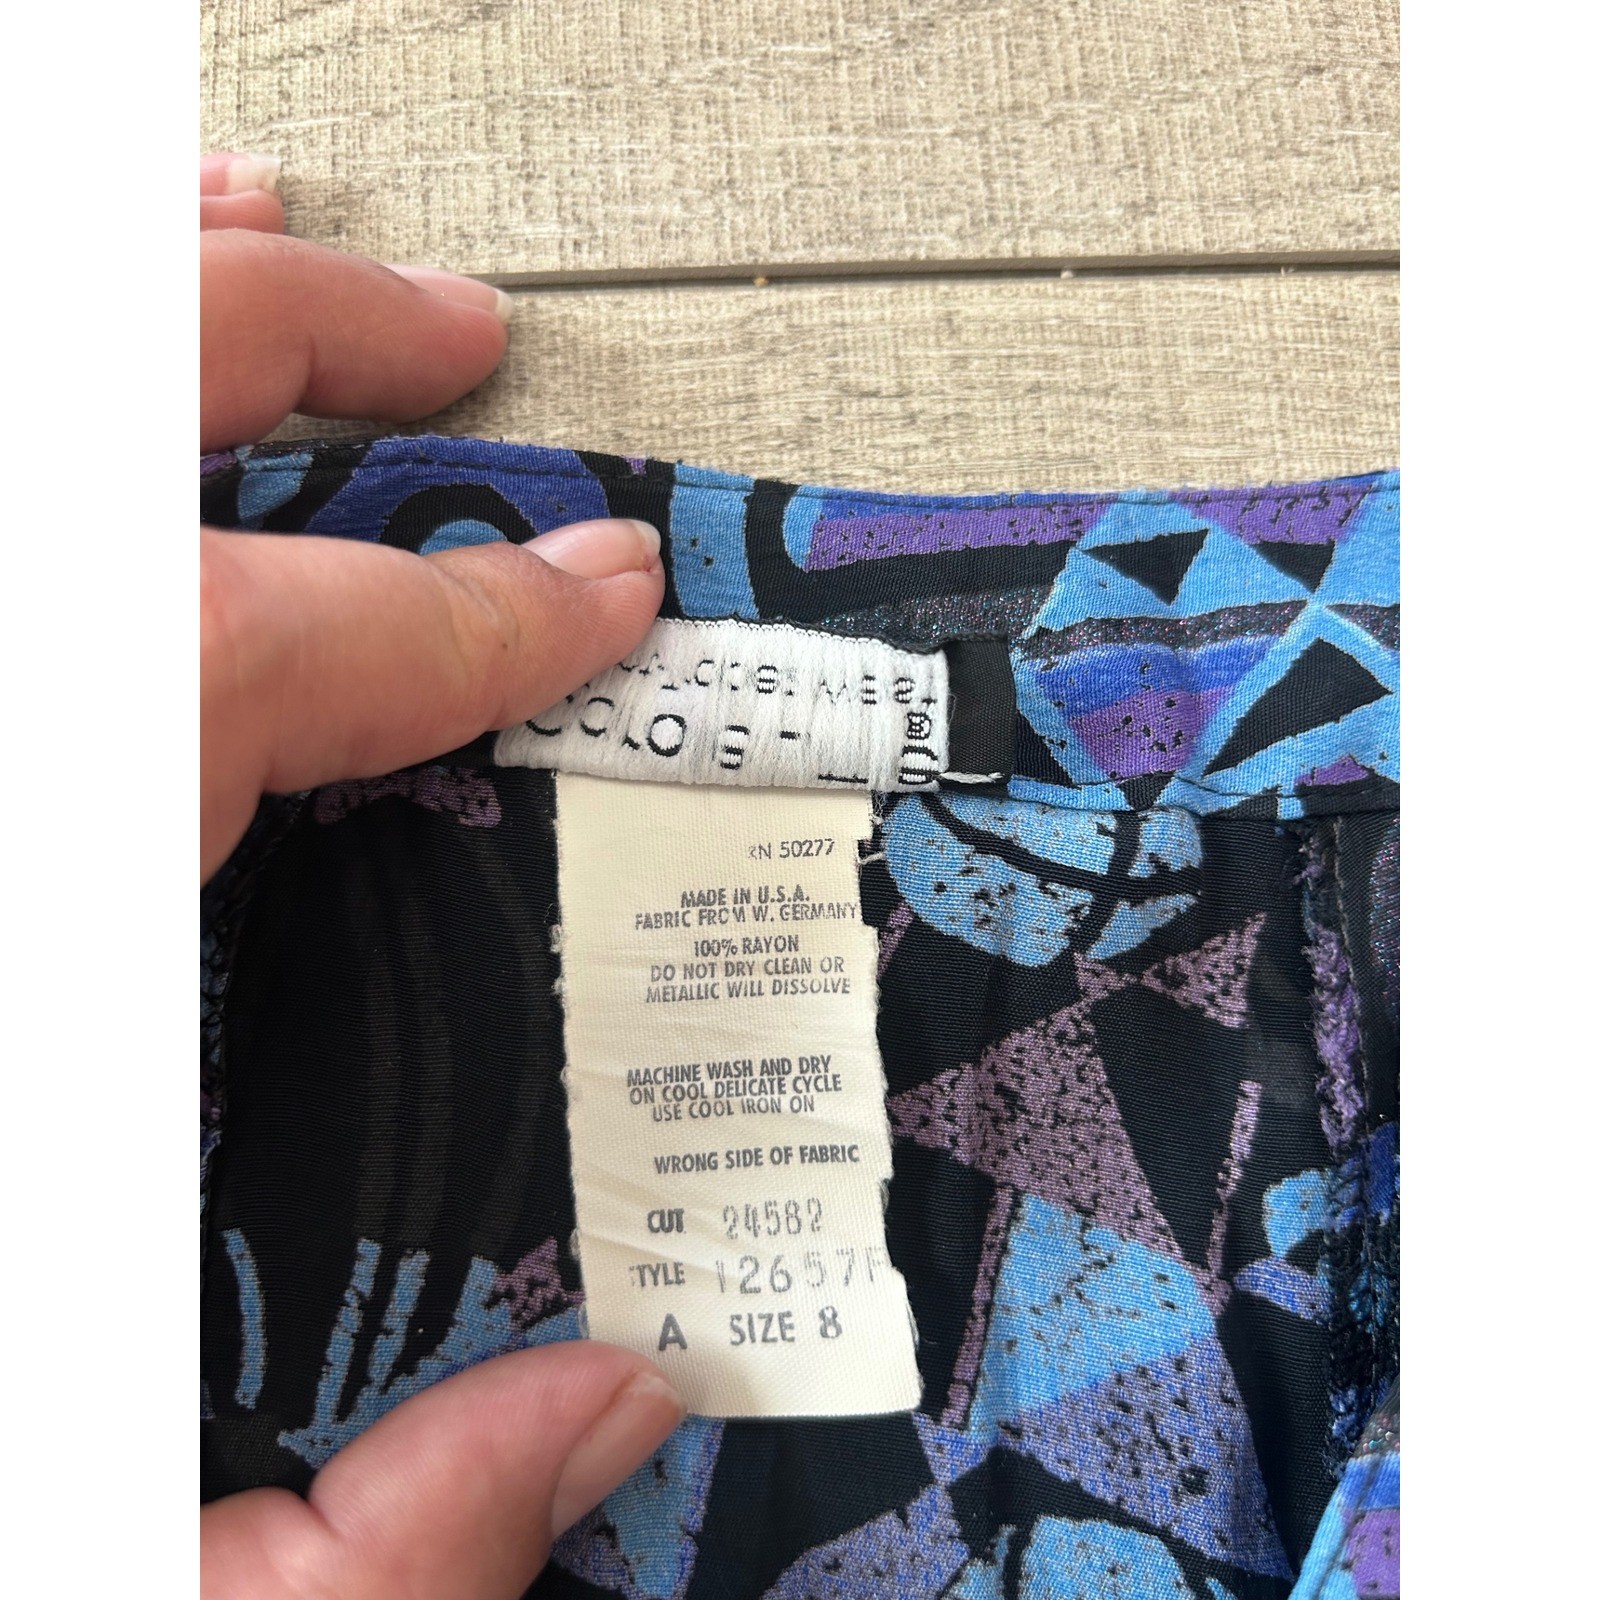 RN 50277
MADE IN U.S.A.
FABRIC FROM W. GERMANY
100% RAYON
DO NOT DRY CLEAN OR
METALLIC WILL DISSOLVE
MACHINE WASH AND DRY
ON COOL DELICATE CYCLE
USE COOL IRON ON
WRONG SIDE OF FABRIC
CUT 24582
STYLE 12657F
A SIZE 8